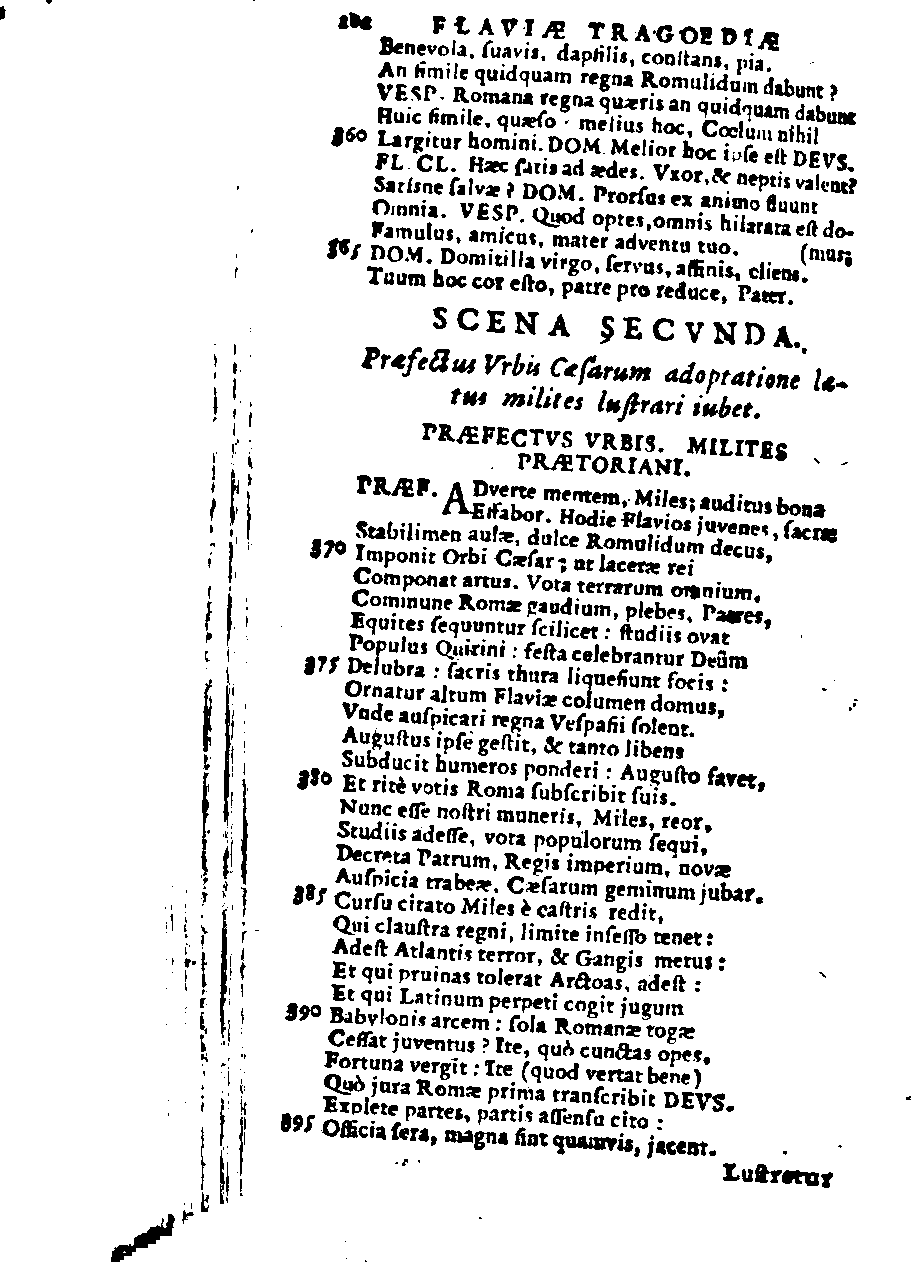 FLAVIÆ TRAGOEDIÆ
Benevola, ſuavis, dapſilis, conſtans, pia.
An ſimile quidquam regna Romulidum dabunt?
VESP. Romana regna quæris an quidquam dabunt
Huic ſimile, quæſo · melius hoc, Cœlum nihil
860 Largitur homini. DOM. Melior hoc ipſe eſt DEVS.
FL. CL. Hæc ſatis ad ædes. Vxor, & neptis valent?
Satiſne ſalvæ? DOM. Prorſus ex animo fluunt
Omnia. VESP. Quod optes, omnis hilarata eſt do-
Famulus, amicus, mater adventu tuo. (mus;
865 DOM. Domitilla virgo, ſervus, affinis, cliens.
Tuum hoc cor eſto, patre pro reduce, Pater.
SCENA SECVNDA.
Præfectus Vrbis Cæſarum adoptatione læ-
tus milites luſtrari iubet.
PRÆFECTVS VRBIS. MILITES
PRÆTORIANI.
PRÆF. ADverte mentem, Miles; auditus bona
Effabor. Hodie Flavios juvenes, ſacræ
Stabilimen aulæ, dulce Romulidum decus,
870 Imponit Orbi Cæſar; ut laceræ rei
Componat artus. Vota terrarum omnium,
Commune Romæ gaudium, plebes, Patres,
Equites ſequuntur ſcilicet: ſtudiis ovat
Populus Quirini: feſta celebrantur Deûm
875 Delubra: ſacris thura liquefiunt focis:
Ornatur altum Flaviæ columen domus,
Vnde auſpicari regna Veſpaſii ſolent.
Auguſtus ipſe geſtit, & tanto libens
Subducit humeros ponderi: Auguſto favet,
880 Et ritè votis Roma ſubſcribit ſuis.
Nunc eſſe noſtri muneris, Miles, reor,
Studiis adeſſe, vota populorum ſequi,
Decreta Patrum, Regis imperium, novæ
Auſpicia trabeæ. Cæſarum geminum jubar.
885 Curſu citato Miles è caſtris redit,
Qui clauſtra regni, limite infeſſo tenet:
Adeſt Atlantis terror, & Gangis metus:
Et qui pruinas tolerat Arctoas, adeſt:
Et qui Latinum perpeti cogit jugum
890 Babylonis arcem: ſola Romanæ togæ
Ceſſat juventus? Ite, quò cunctas opes,
Fortuna vergit: Ite (quod vertat bene)
Quò jura Romæ prima tranſcribit DEVS.
Explete partes, partis aſſenſu cito:
895 Officia ſera, magna ſint quamvis, jacent.
Luſtretur